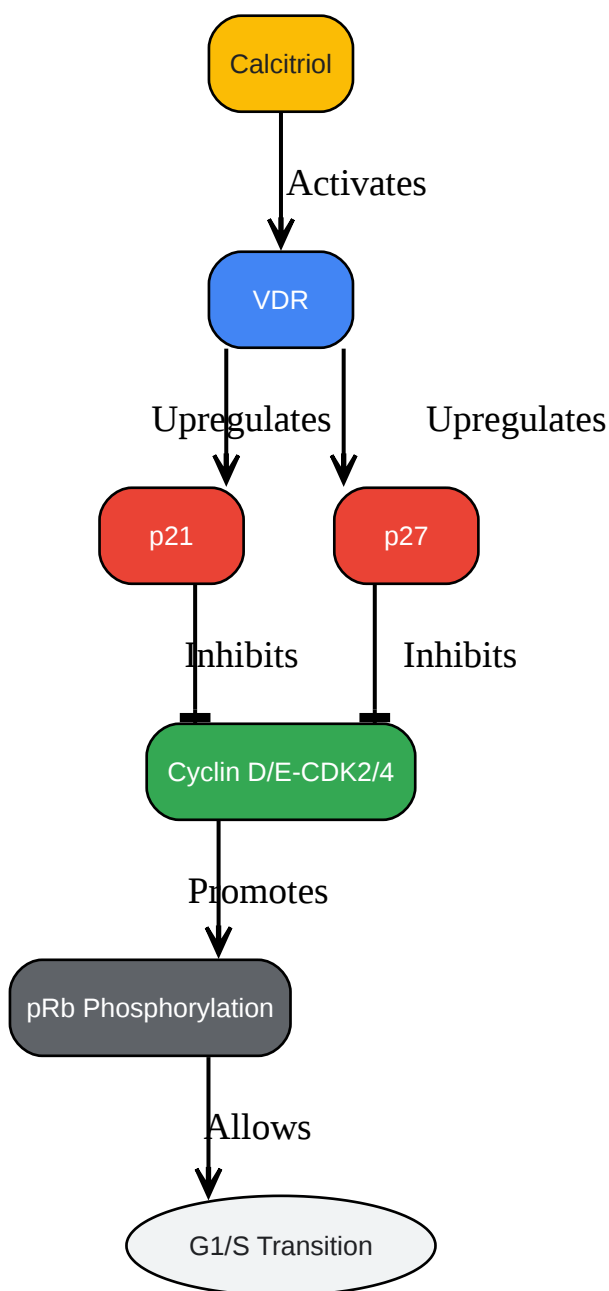 Calcitriol
Activates
VDR
Upregulates
Upregulates
p21
p27
Inhibits
Inhibits
Cyclin D/E-CDK2/4
Promotes
pRb Phosphorylation
Allows
G1/S Transition